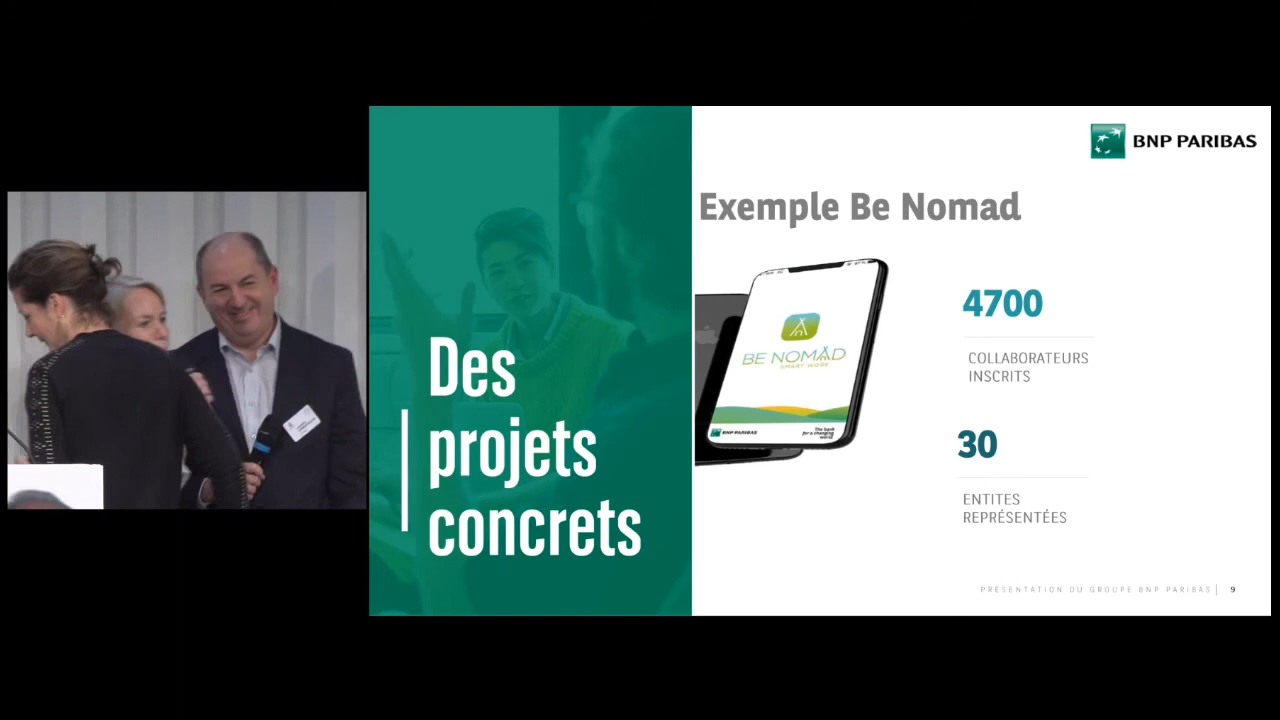 Des
projets
concrets
BNP PARIBAS
Exemple Be Nomad
BE NOMAD
SMART WORK
BNP PARIBAS
The bank
for a changing
world
4700
COLLABORATEURS
INSCRITS
30
ENTITES
REPRÉSENTÉES
PRÉSENTATION DU GROUPE BNP PARIBAS | 9